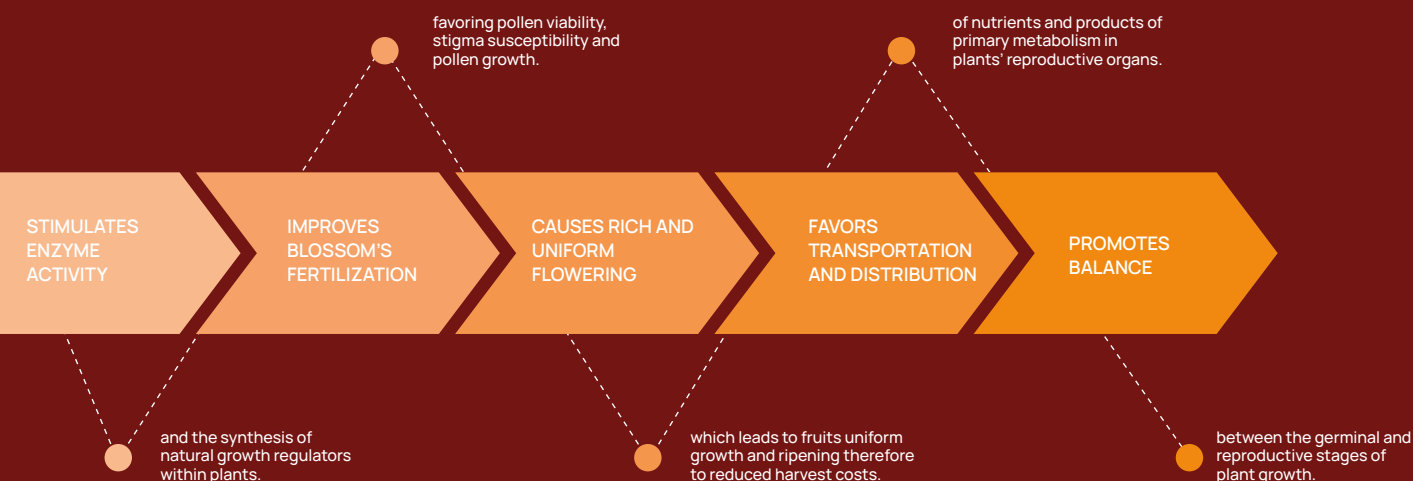 STIMULATES
ENZYME
ACTIVITY
and the synthesis of
natural growth regulators
within plants.
IMPROVES
BLOSSOM'S
FERTILIZATION
favoring pollen viability,
stigma susceptibility and
pollen growth.
CAUSES RICH AND
UNIFORM
FLOWERING
which leads to fruits uniform
growth and ripening therefore
to reduced harvest costs.
FAVORS
TRANSPORTATION
AND DISTRIBUTION
of nutrients and products of
primary metabolism in
plants' reproductive organs.
PROMOTES
BALANCE
between the germinal and
reproductive stages of
plant growth.